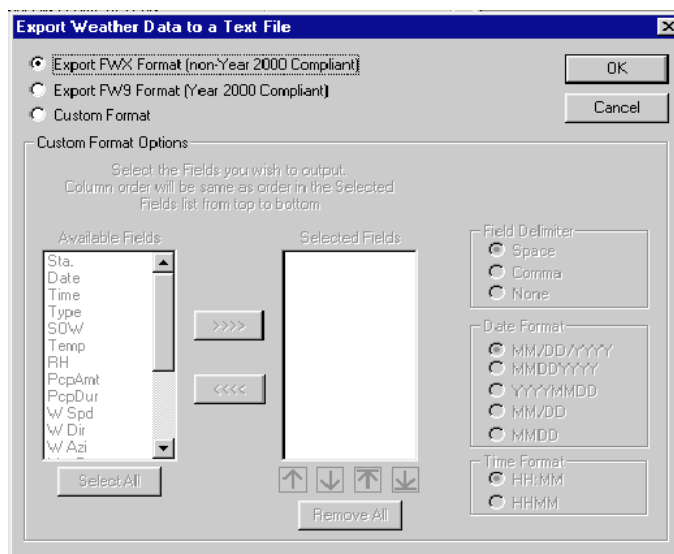 Export Weather Data to a Text File
Export FWX Format (non-Year 2000 Compliant)
Export FW9 Format (Year 2000 Compliant)
Custom Format
OK
Cancel
Custom Format Options
Select the Fields you wish to output.
Column order will be same as order in the Selected
Fields list from top to bottom
Available Fields
Sta.
Date
Time
Type
SOW
Temp
RH
PcpAmt
PcpDur
W Spd
W Dir
W Azi
Select All
>>>>
<<<<
Selected Fields
Remove All
Field Delimiter
Space
Comma
None
Date Format
MM/DD/YYYY
MMDDYYYY
YYYYMMDD
MM/DD
MMDD
Time Format
HH:MM
HHMM